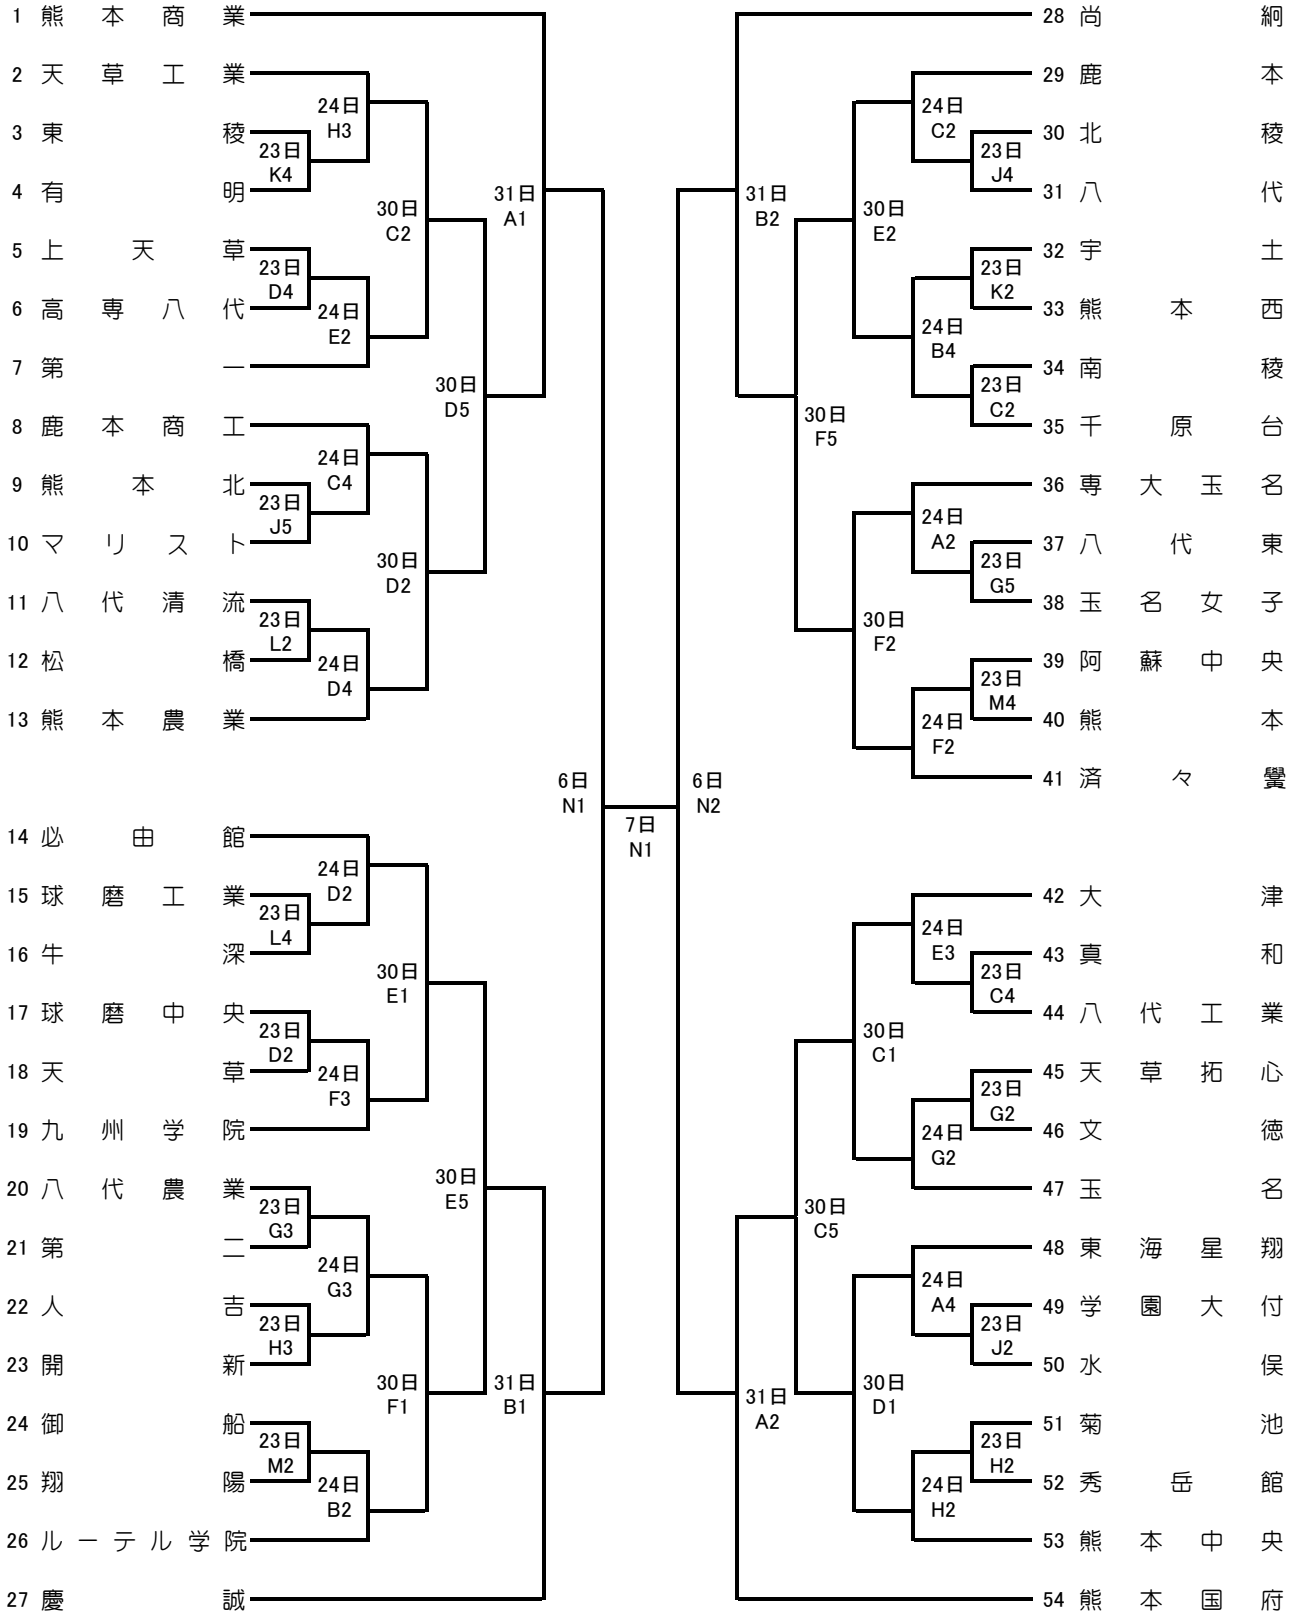 1 熊本商業
2 天草工業
24日
H3
3 東稜
23日
K4
4 有明
31日
A1
30日
C2
5 上天草
23日
D4
6 高専八代
24日
E2
7 第一
30日
D5
8 鹿本商工
24日
C4
9 熊本北
23日
J5
10 マリスト
30日
D2
11 八代清流
23日
L2
12 松橋
24日
D4
13 熊本農業
6日
N1
14 必由館
24日
D2
15 球磨工業
23日
L4
16 牛深
30日
E1
17 球磨中央
23日
D2
18 天草
24日
F3
19 九州学院
30日
E5
20 八代農業
23日
G3
21 第二
24日
G3
22 人吉
23日
H3
23 開新
30日
F1
31日
B1
24 御船
23日
M2
25 翔陽
24日
B2
26 ルーテル学院
27 慶誠
7日
N1
28 尚絅
29 鹿本
24日
C2
30 北稜
23日
J4
31 八代
31日
B2
30日
E2
32 宇土
23日
K2
33 熊本西
24日
B4
34 南稜
23日
C2
35 千原台
30日
F5
36 専大玉名
24日
A2
37 八代東
23日
G5
38 玉名女子
30日
F2
39 阿蘇中央
23日
M4
40 熊本
24日
F2
41 済々黌
6日
N2
42 大津
24日
E3
43 真和
23日
C4
44 八代工業
30日
C1
45 天草拓心
23日
G2
46 文徳
24日
G2
47 玉名
30日
C5
48 東海星翔
24日
A4
49 学園大付
23日
J2
50 水俣
31日
A2
30日
D1
51 菊池
23日
H2
52 秀岳館
24日
H2
53 熊本中央
54 熊本国府